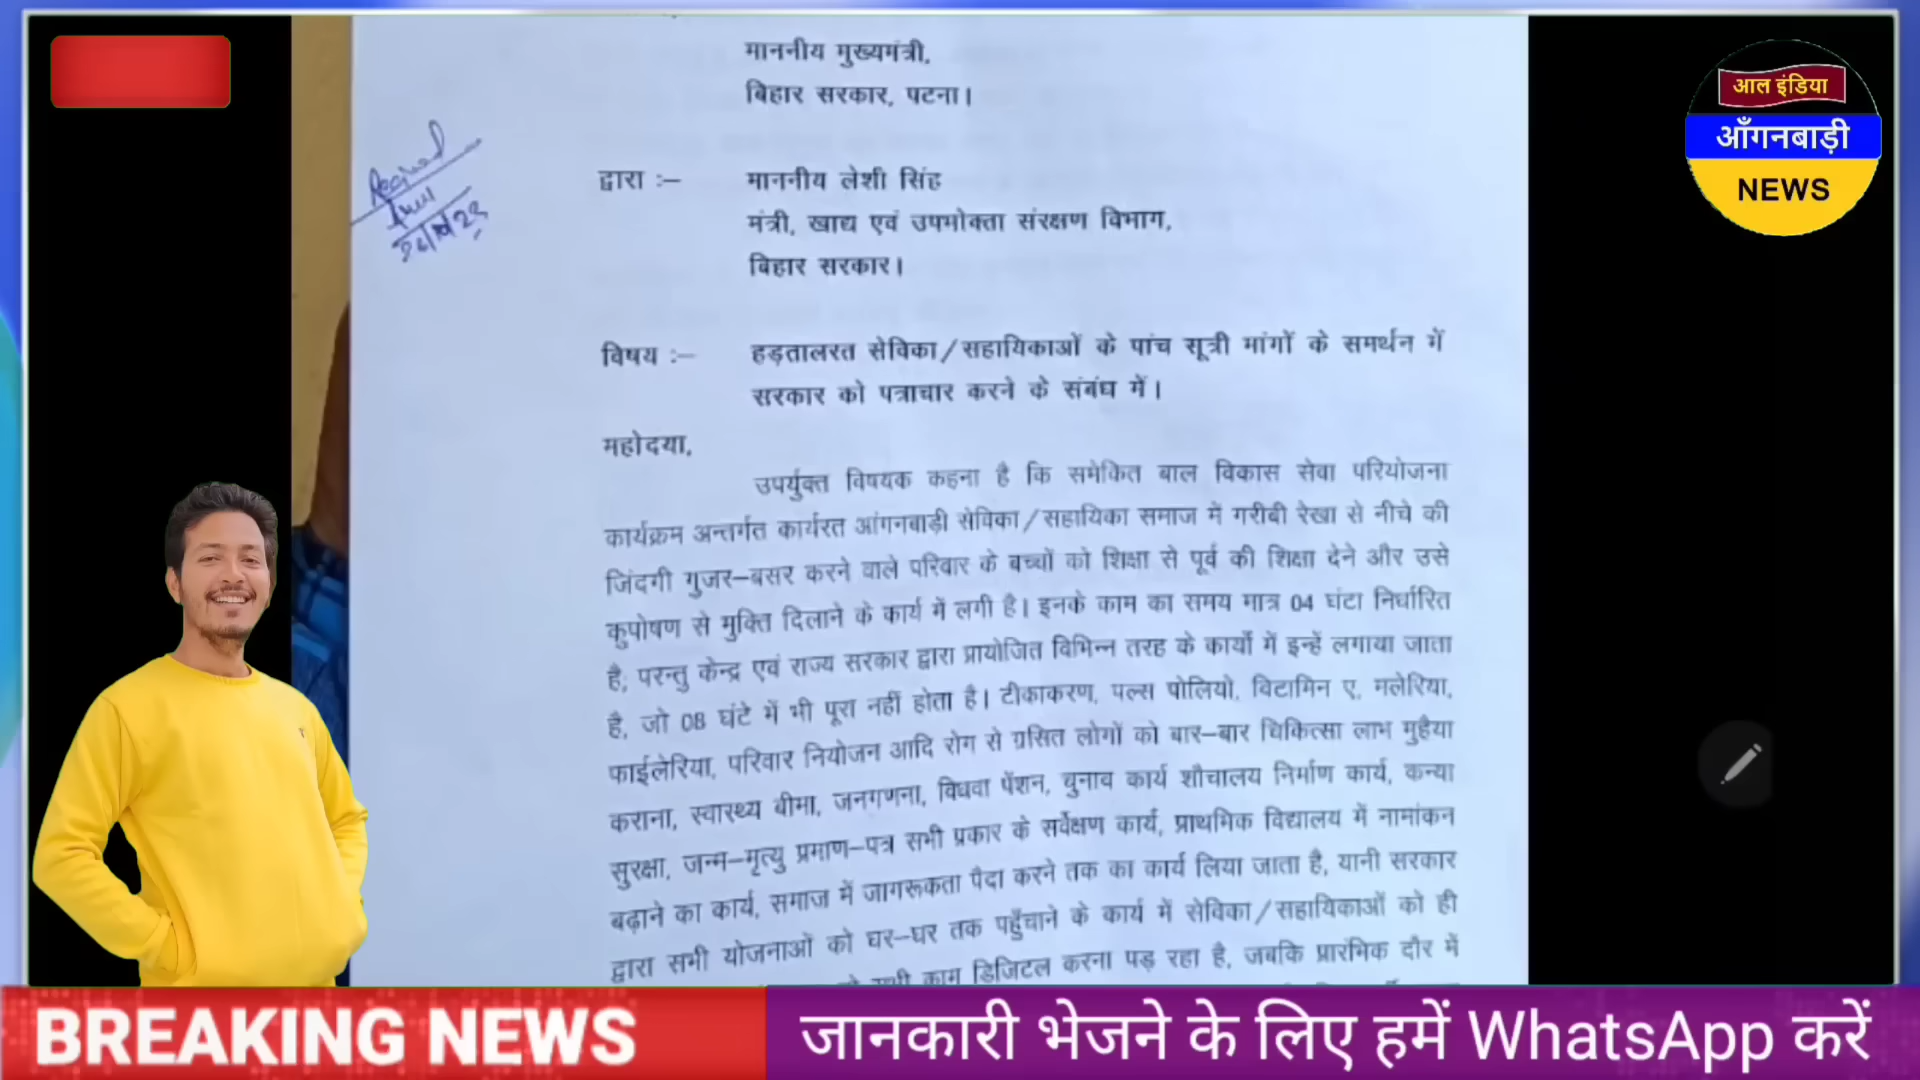 माननीय मुख्यमंत्री,
बिहार सरकार, पटना।
आल इंडिया
आँगनबाड़ी
NEWS
द्वारा :–
माननीय लेशी सिंह
मंत्री, खाद्य एवं उपभोक्ता संरक्षण विभाग,
बिहार सरकार।
विषय :–
हड़तालरत सेविका/सहायिकाओं के पांच सूत्री मांगों के समर्थन में
सरकार को पत्राचार करने के संबंध में।
महोदया,
उपर्युक्त विषयक कहना है कि समेकित बाल विकास सेवा परियोजना
कार्यक्रम अन्तर्गत कार्यरत आंगनबाड़ी सेविका/सहायिका समाज में गरीबी रेखा से नीचे की
जिंदगी गुजर–बसर करने वाले परिवार के बच्चों को शिक्षा से पूर्व की शिक्षा देने और उसे
कुपोषण से मुक्ति दिलाने के कार्य में लगी है। इनके काम का समय मात्र 04 घंटा निर्धारित
है, परन्तु केन्द्र एवं राज्य सरकार द्वारा प्रायोजित विभिन्न तरह के कार्यो में इन्हें लगाया जाता
है, जो 08 घंटे में भी पूरा नहीं होता है। टीकाकरण, पल्स पोलियो, विटामिन ए, मलेरिया,
फाईलेरिया, परिवार नियोजन आदि रोग से ग्रसित लोगों को बार–बार चिकित्सा लाभ मुहैया
कराना, स्वास्थ्य बीमा, जनगणना, विधवा पेंशन, चुनाव कार्य शौचालय निर्माण कार्य, कन्या
सुरक्षा, जन्म–मृत्यु प्रमाण–पत्र सभी प्रकार के सर्वेक्षण कार्य, प्राथमिक विद्यालय में नामांकन
बढ़ाने का कार्य, समाज में जागरूकता पैदा करने तक का कार्य लिया जाता है, यानी सरकार
द्वारा सभी योजनाओं को घर–घर तक पहुँचाने के कार्य में सेविका/सहायिकाओं को ही
सभी काम डिजिटल करना पड़ रहा है, जबकि प्रारंभिक दौर में
BREAKING NEWS
जानकारी भेजने के लिए हमें WhatsApp करें